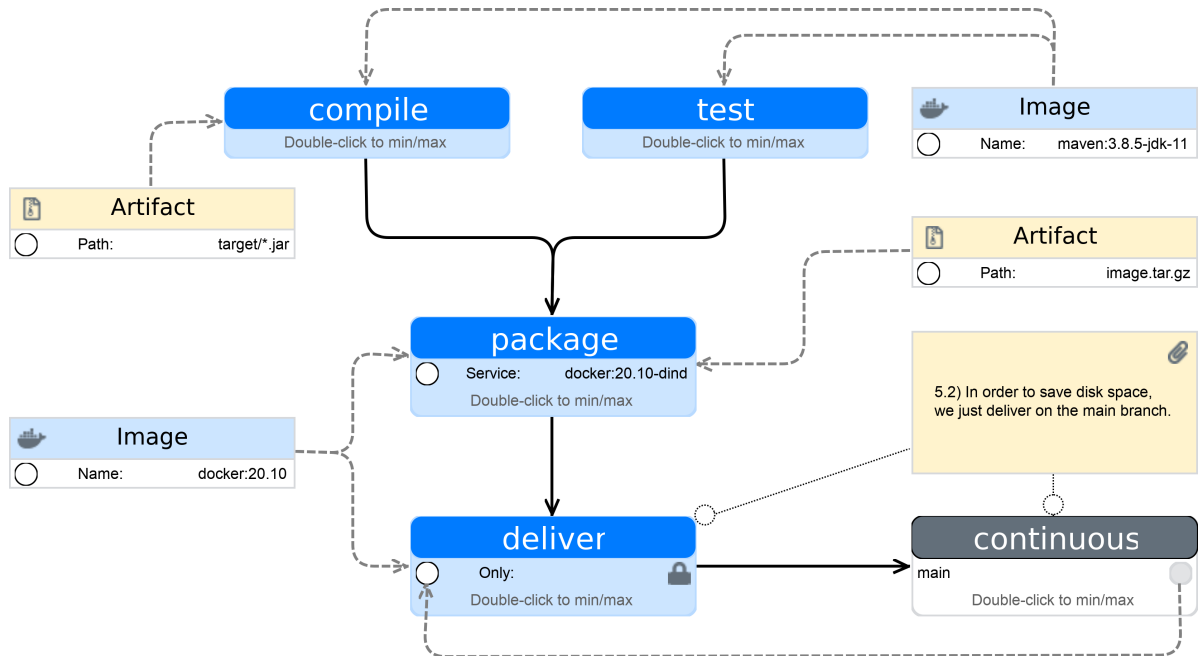 compile
Double-click to min/max
test
Double-click to min/max
Image
Name: maven:3.8.5-jdk-11
Artifact
Path: target/*.jar
Artifact
Path: image.tar.gz
package
Service: docker:20.10-dind
Double-click to min/max
5.2) In order to save disk space,
we just deliver on the main branch.
Image
Name: docker:20.10
deliver
Only:
Double-click to min/max
continuous
main
Double-click to min/max